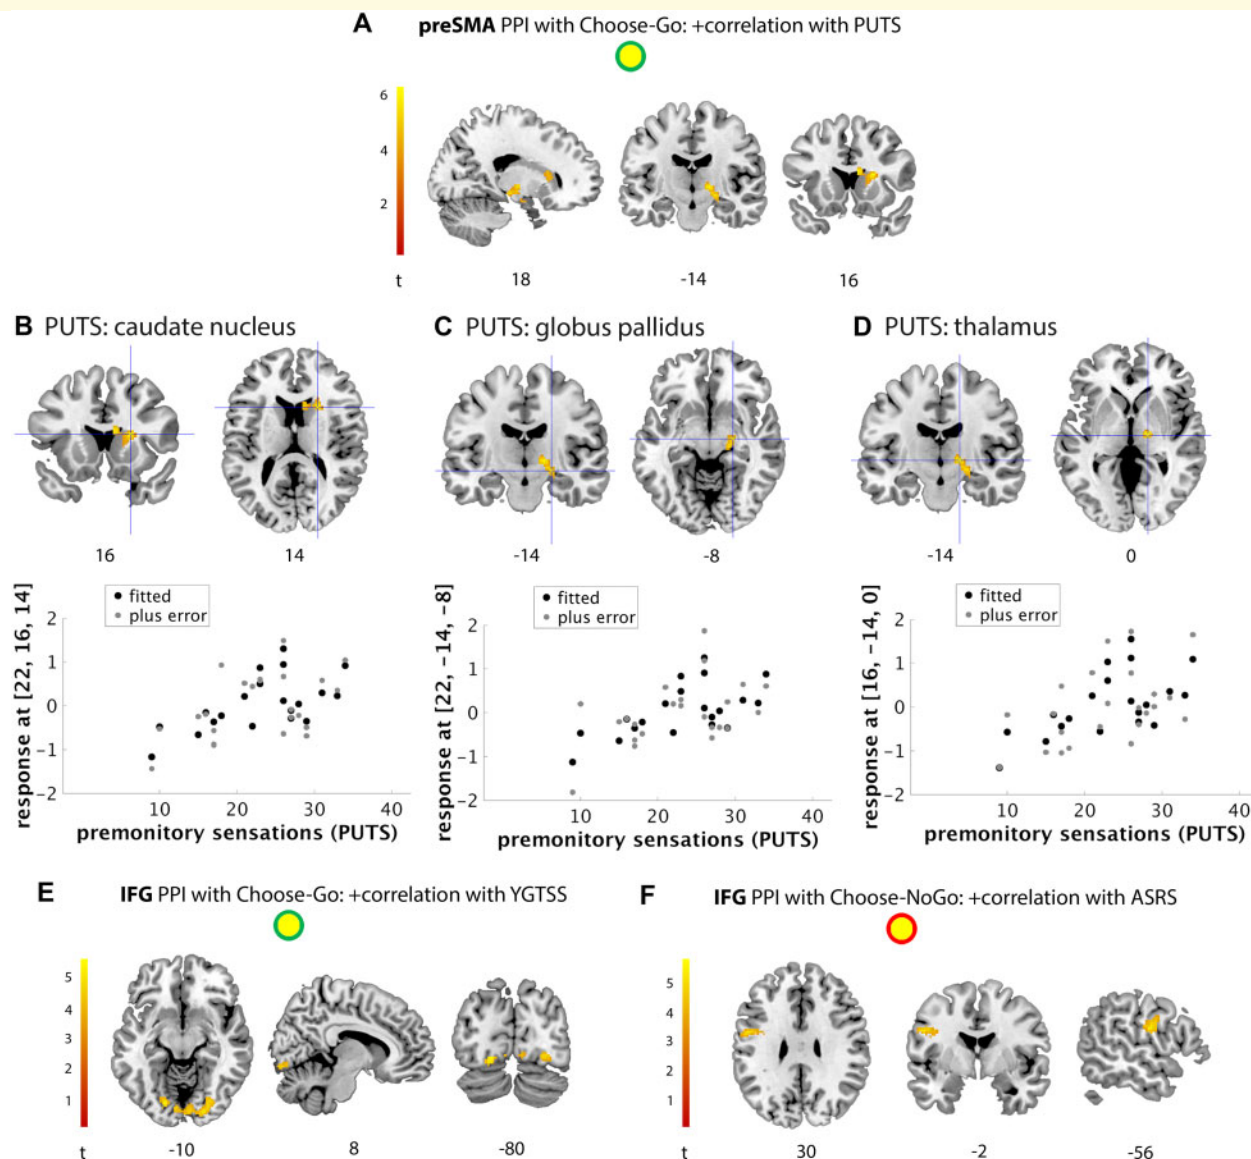 A preSMA PPI with Choose-Go: +correlation with PUTS
6
4
2
t
18 -14 16
B PUTS: caudate nucleus
16 14
C PUTS: globus pallidus
-14 -8
D PUTS: thalamus
-14 0
response at [22, 16, 14]
fitted
plus error
2
1
0
−1
−2
10 20 30 40
premonitory sensations (PUTS)
response at [22, −14, −8]
fitted
plus error
2
1
0
−1
−2
10 20 30 40
premonitory sensations (PUTS)
response at [16, −14, 0]
fitted
plus error
2
1
0
−1
−2
10 20 30 40
premonitory sensations (PUTS)
E IFG PPI with Choose-Go: +correlation with YGTSS
5
4
3
2
1
t
-10 8 -80
F IFG PPI with Choose-NoGo: +correlation with ASRS
5
4
3
2
1
t
30 -2 -56